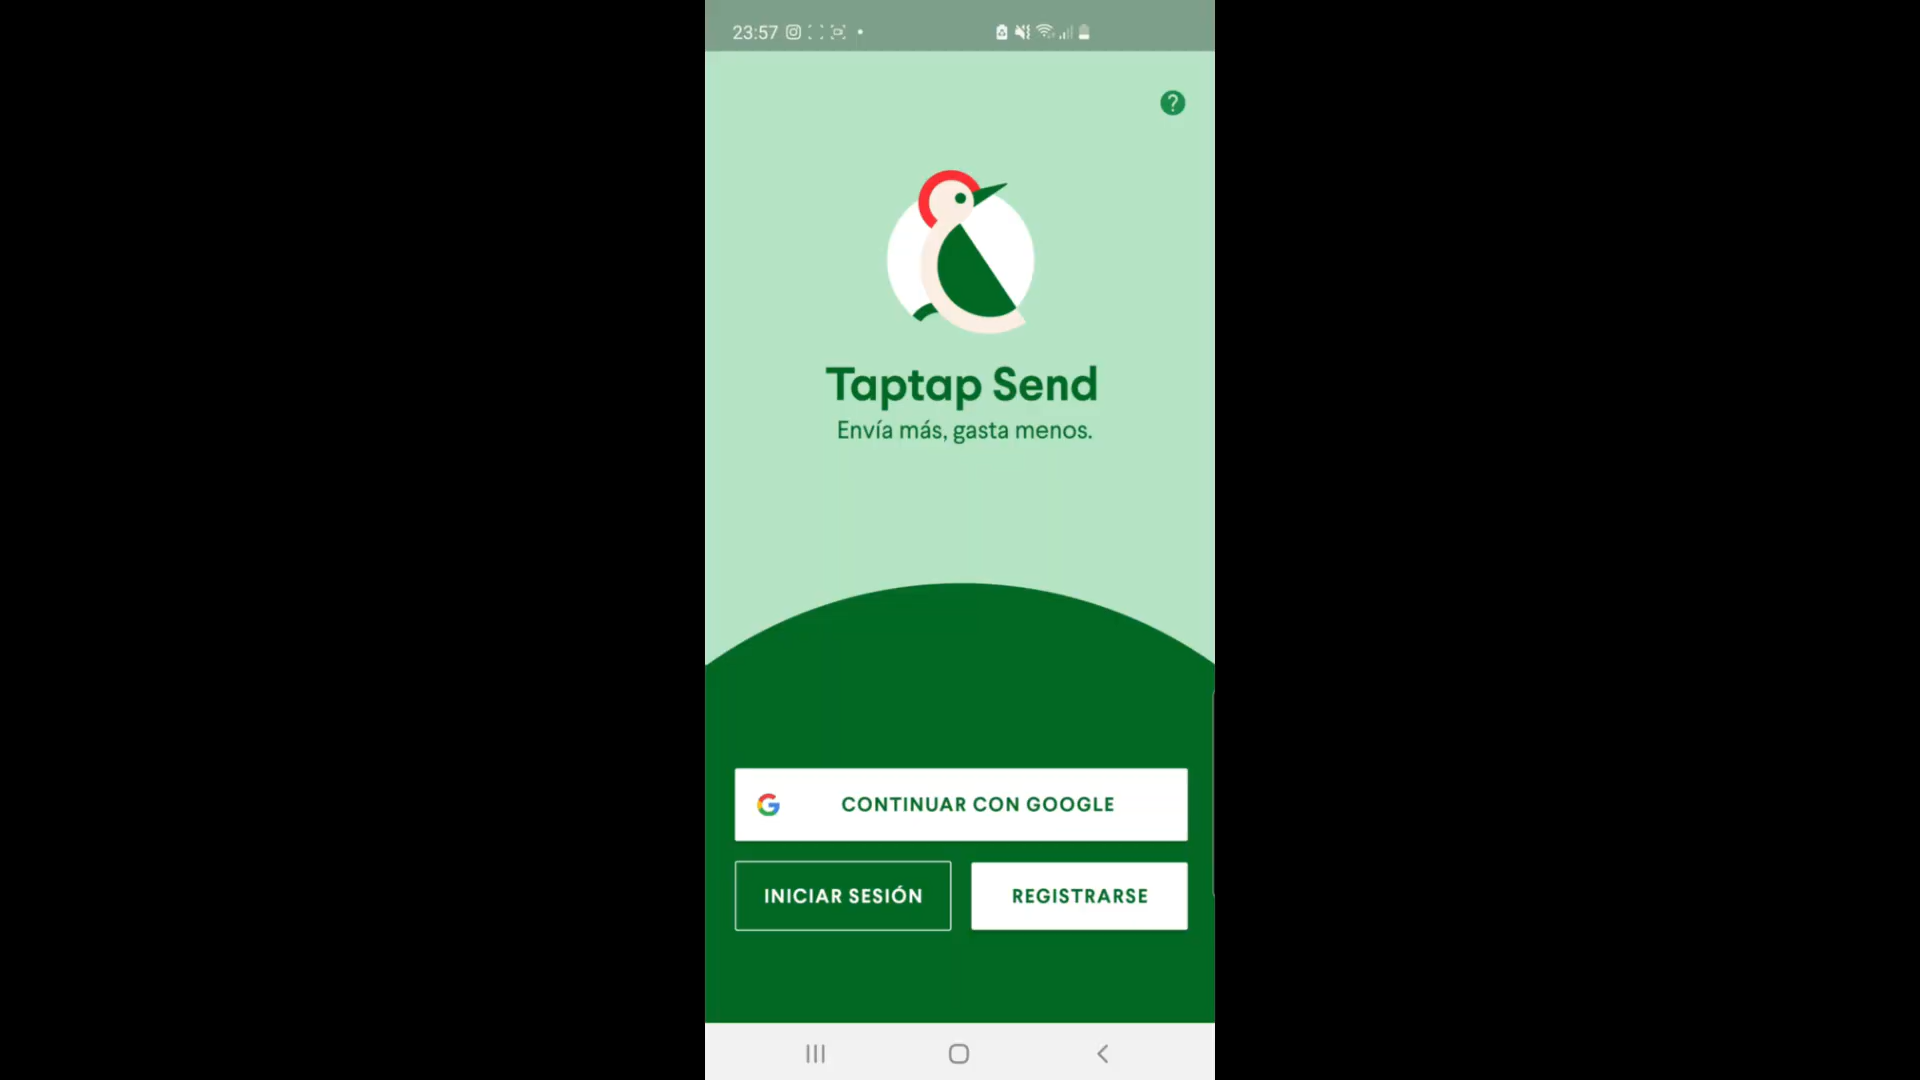 23:57
?
Taptap Send
Envía más, gasta menos.
CONTINUAR CON GOOGLE
INICIAR SESIÓN
REGISTRARSE